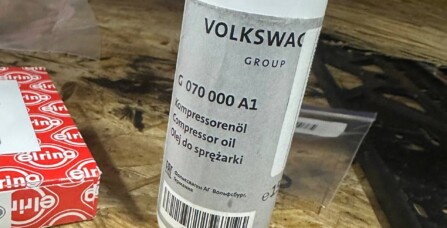 VOLKSWAG
GROUP
G 070 000 A1
Kompressorenöl
Compressor oil
Olej do sprężarki
elring
elring
elring
elring